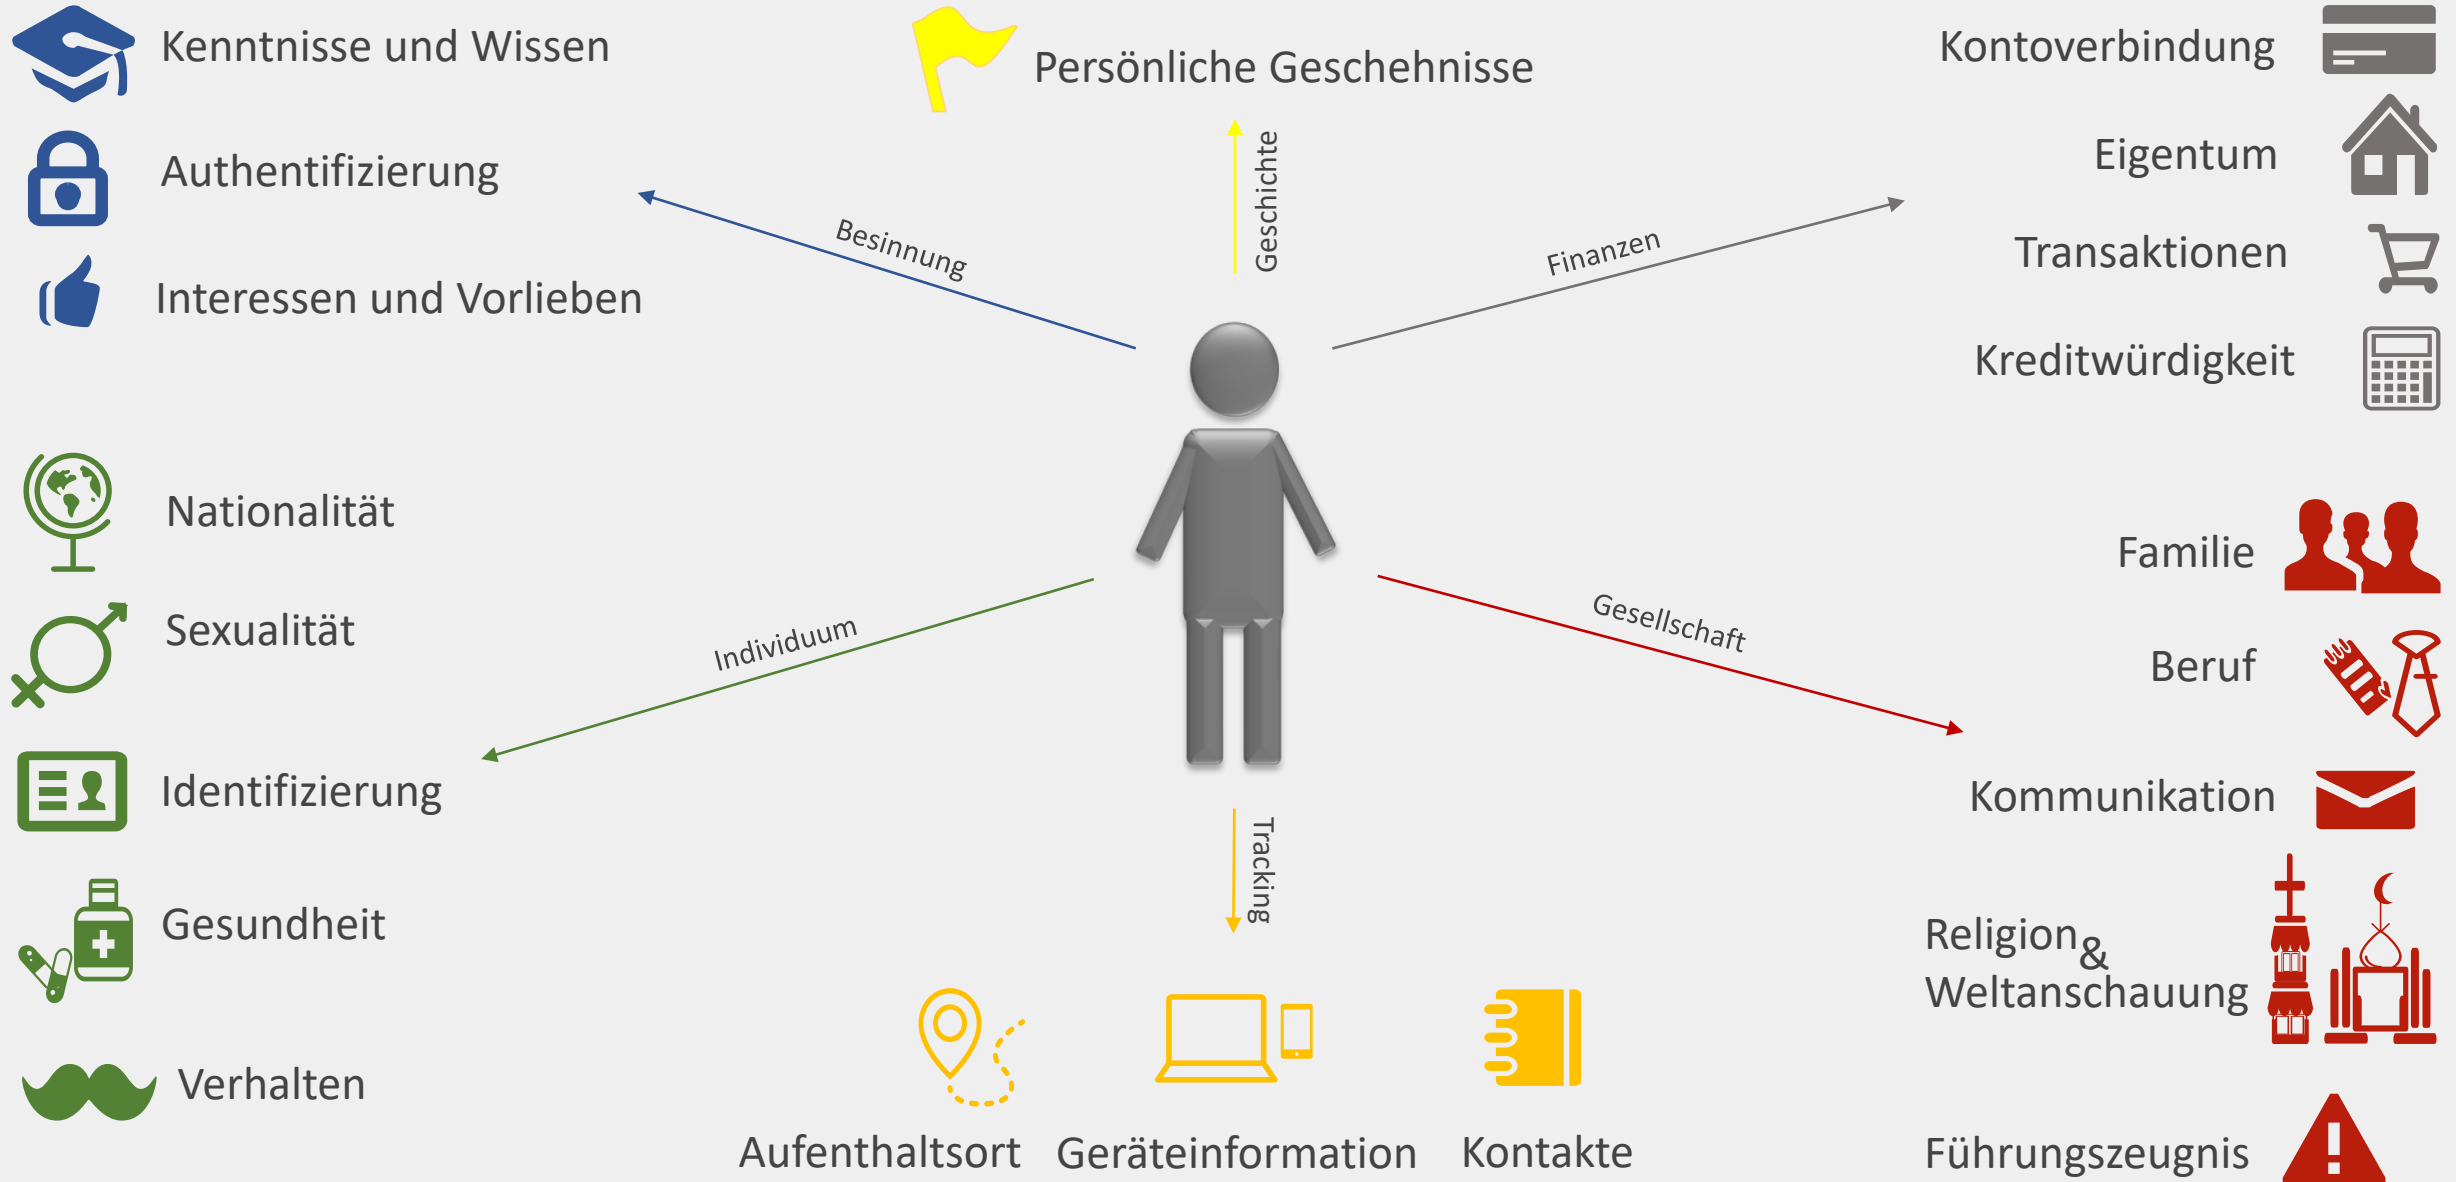 Kenntnisse und Wissen
Authentifizierung
Interessen und Vorlieben
Besinnung
Persönliche Geschehnisse
Geschichte
Kontoverbindung
Eigentum
Transaktionen
Kreditwürdigkeit
Finanzen
Nationalität
Sexualität
Identifizierung
Gesundheit
Verhalten
Individuum
Tracking
Aufenthaltsort
Geräteinformation
Kontakte
Gesellschaft
Familie
Beruf
Kommunikation
Religion &
Weltanschauung
Führungszeugnis